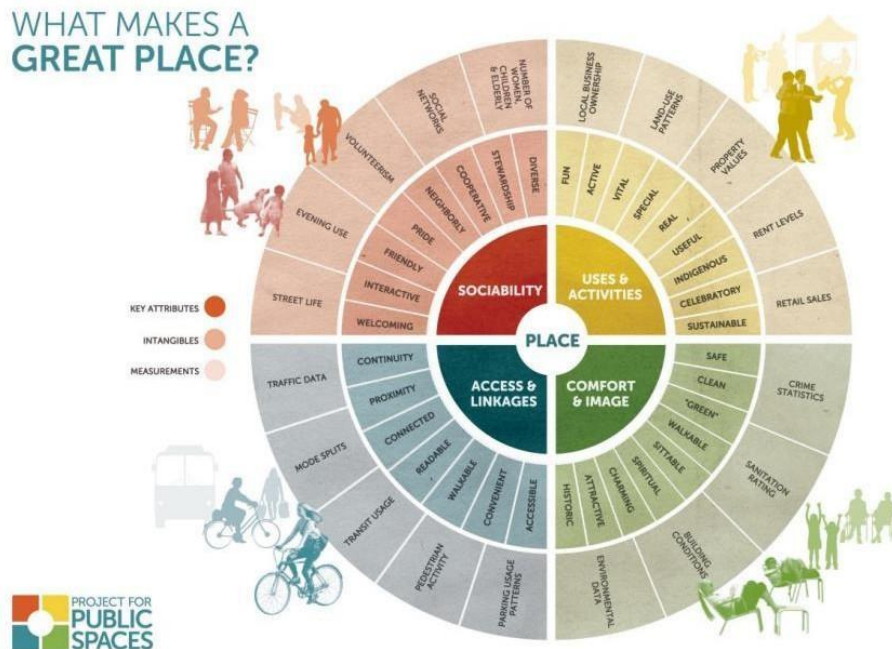 WHAT MAKES A
GREAT PLACE?
KEY ATTRIBUTES
INTANGIBLES
MEASUREMENTS
PLACE
SOCIABILITY
WELCOMING
INTERACTIVE
FRIENDLY
PRIDE
NEIGHBORLY
COOPERATIVE
STEWARDSHIP
DIVERSE
STREET LIFE
EVENING USE
VOLUNTEERISM
SOCIAL
NETWORKS
NUMBER OF
WOMEN,
CHILDREN
& ELDERLY
USES &
ACTIVITIES
FUN
ACTIVE
VITAL
SPECIAL
REAL
USEFUL
INDIGENOUS
CELEBRATORY
SUSTAINABLE
LOCAL BUSINESS
OWNERSHIP
LAND-USE
PATTERNS
PROPERTY
VALUES
RENT LEVELS
RETAIL SALES
COMFORT
& IMAGE
SAFE
CLEAN
"GREEN"
WALKABLE
SITTABLE
SPIRITUAL
CHARMING
ATTRACTIVE
HISTORIC
CRIME
STATISTICS
SANITATION
RATING
BUILDING
CONDITIONS
ENVIRONMENTAL
DATA
ACCESS &
LINKAGES
CONTINUITY
PROXIMITY
CONNECTED
READABLE
WALKABLE
CONVENIENT
ACCESSIBLE
TRAFFIC DATA
MODE SPLITS
TRANSIT USAGE
PEDESTRIAN
ACTIVITY
PARKING USAGE
PATTERNS
PROJECT FOR
PUBLIC
SPACES